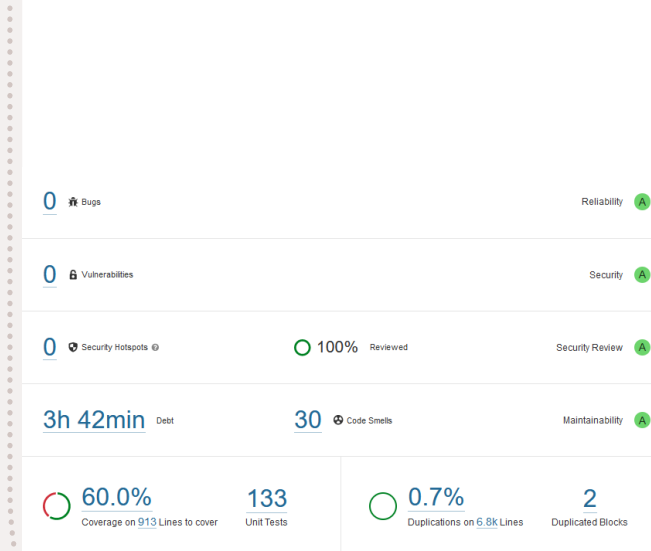 0 Bugs Reliability A
0 Vulnerabilities Security A
0 Security Hotspots ? 100% Reviewed Security Review A
3h 42min Debt 30 Code Smells Maintainability A
60.0% 133 0.7% 2
Coverage on 913 Lines to cover Unit Tests Duplications on 6.8k Lines Duplicated Blocks